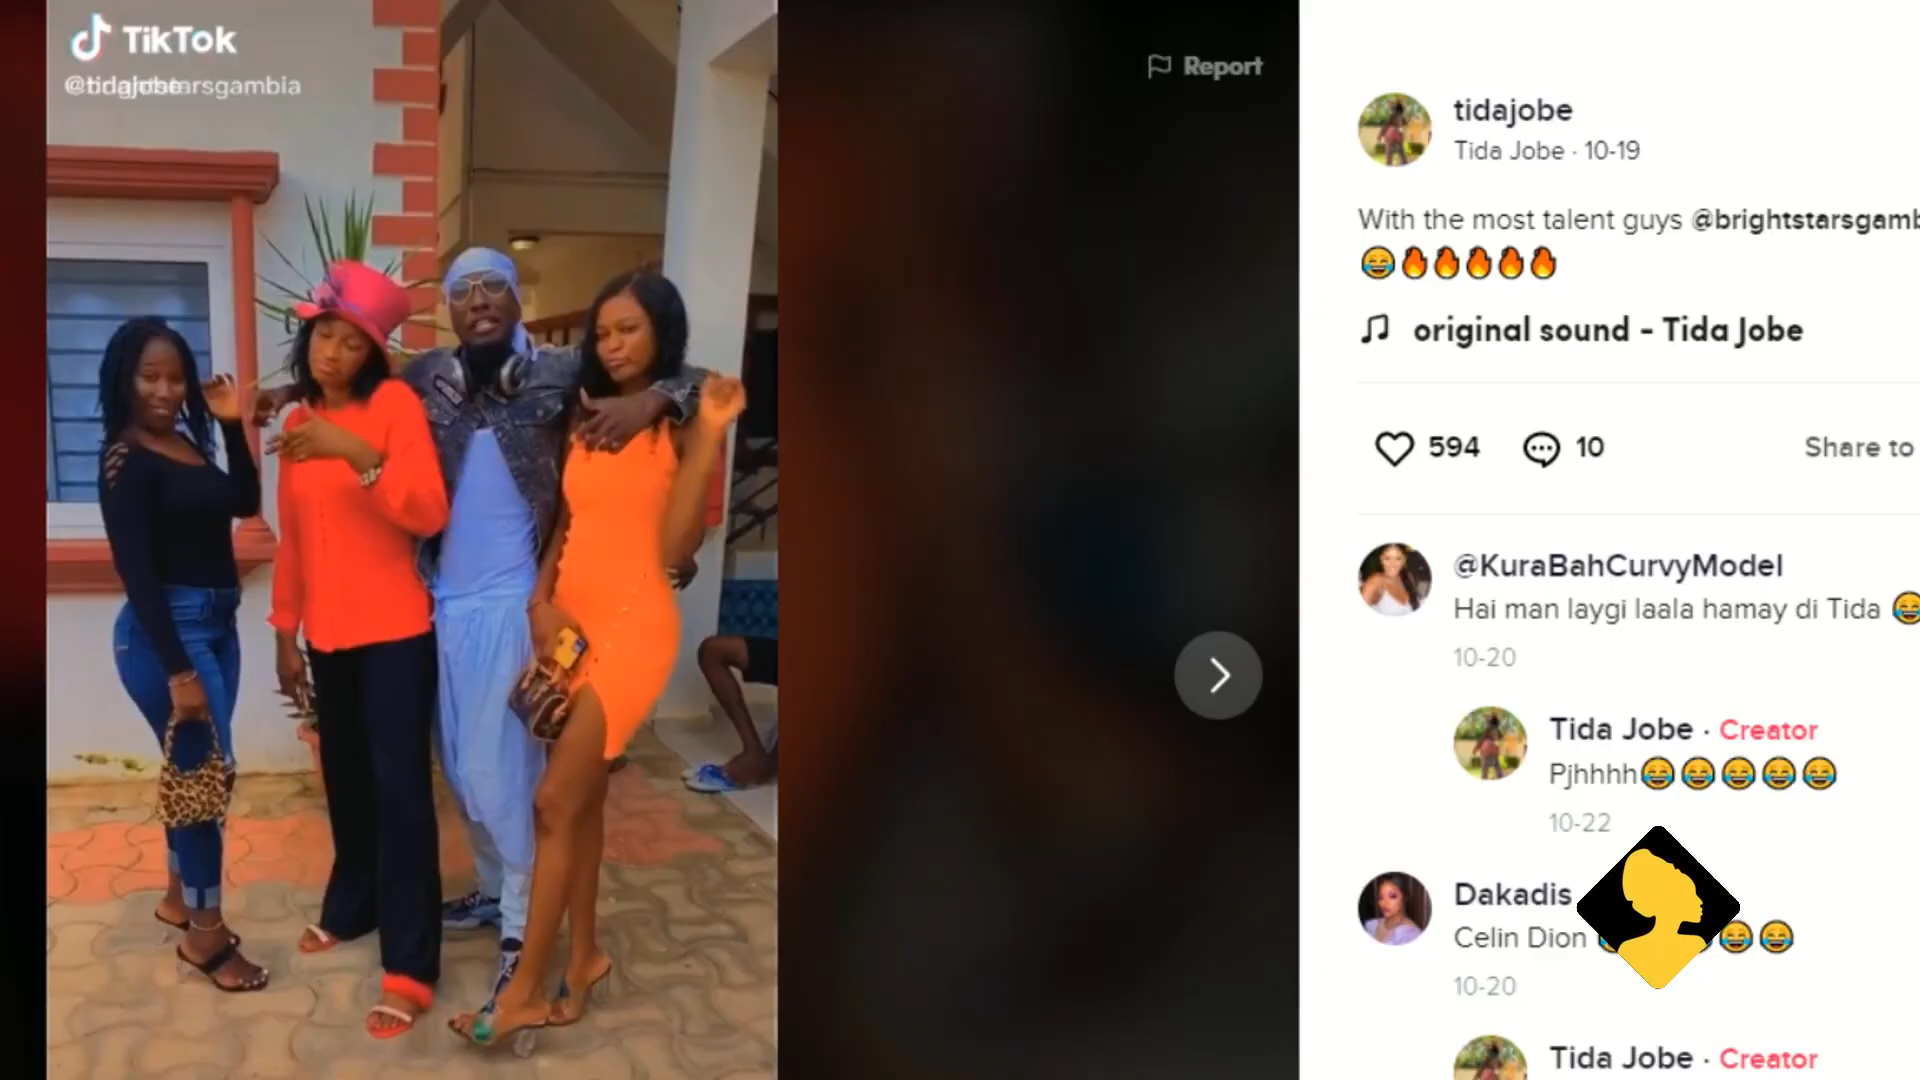 TikTok
Report
tidajobe
Tida Jobe · 10-19
With the most talent guys @brightstarsgamb
😂🔥🔥🔥🔥🔥
original sound - Tida Jobe
594
10
Share to
@KuraBahCurvyModel
Hai man laygi laala hamay di Tida 😂
10-20
Tida Jobe · Creator
Pjhhhh😂😂😂😂😂
10-22
Dakadis
Celin Dion 😂😂
10-20
Tida Jobe · Creator